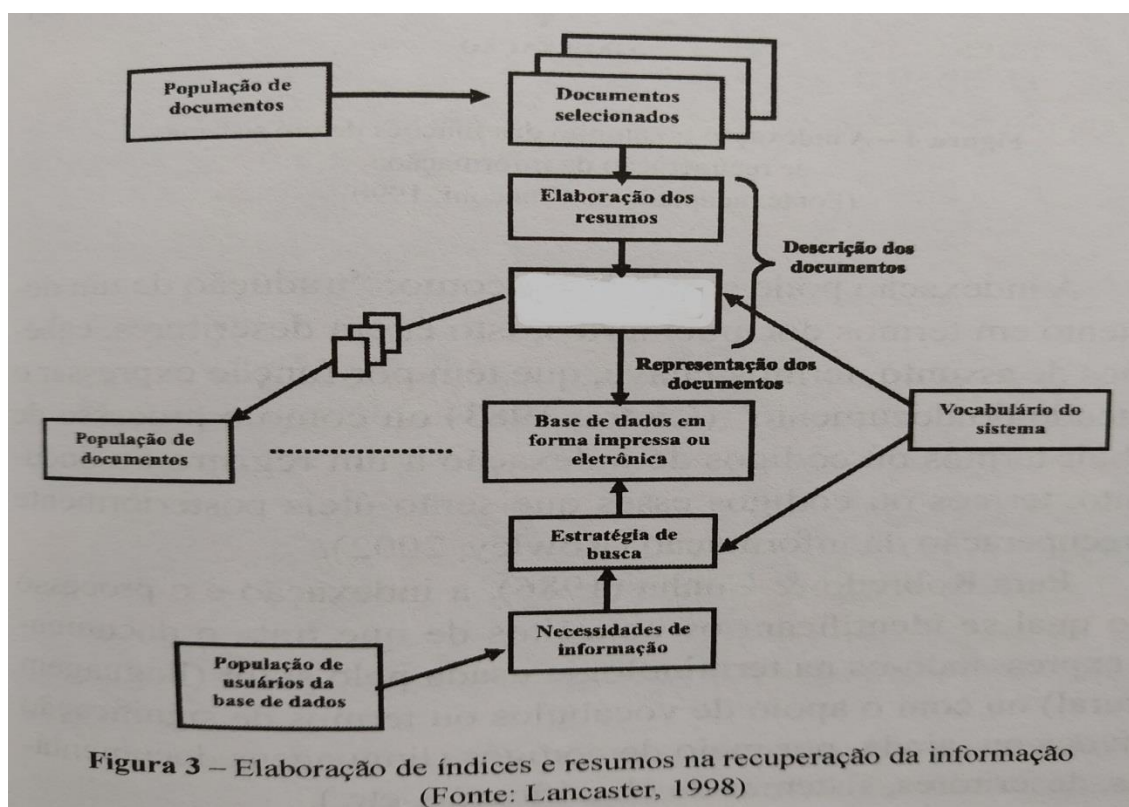 População de
documentos
Documentos
selecionados
Elaboração dos
resumos
Descrição dos
documentos
Representação dos
documentos
População de
documentos
Base de dados em
forma impressa ou
eletrônica
Vocabulário do
sistema
Estratégia de
busca
Necessidades de
informação
População de
usuários da
base de dados
Figura 3 – Elaboração de índices e resumos na recuperação da informação
(Fonte: Lancaster, 1998)